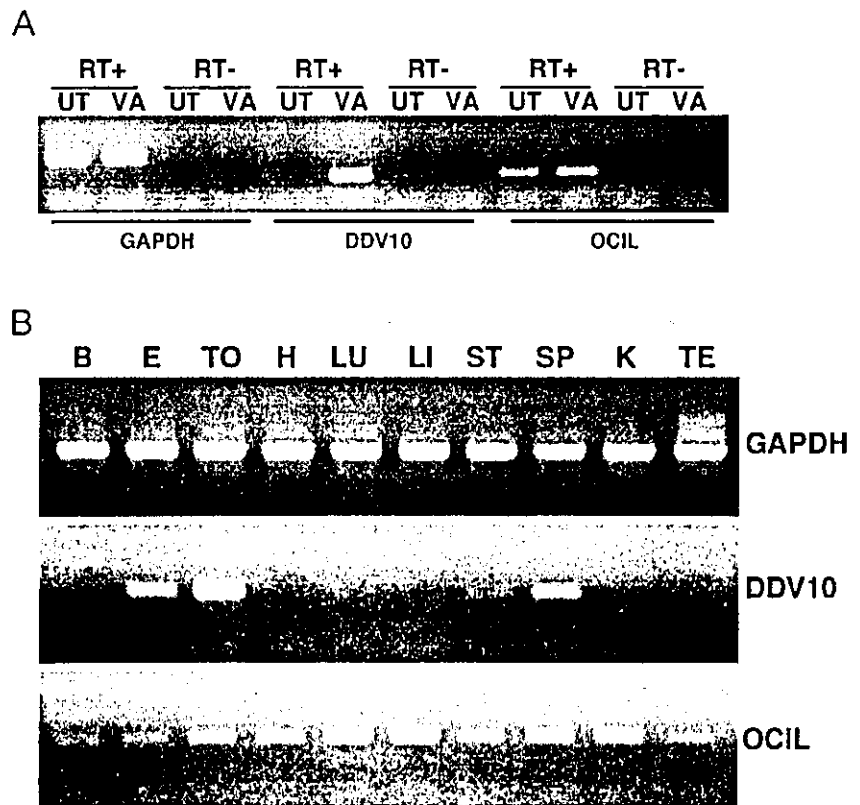 A
RT+ RT- RT+ RT- RT+ RT-
UT VA UT VA UT VA UT VA UT VA UT VA
GAPDH DDV10 OCIL
B
B E TO H LU LI ST SP K TE
GAPDH
DDV10
OCIL